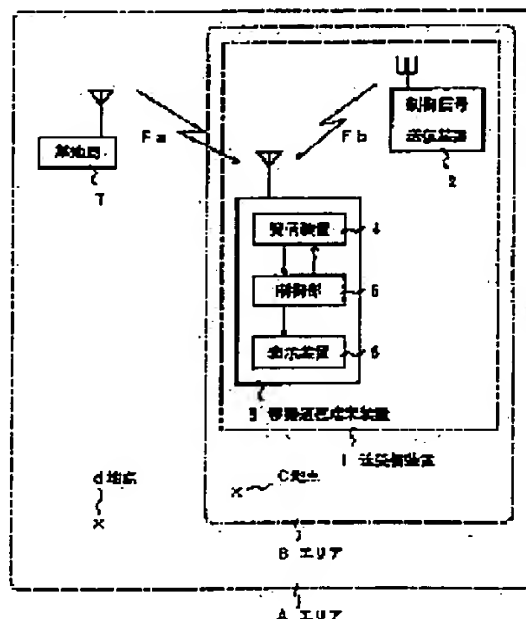 Fa
Fb
基地局
制御信号
送信装置
2
受信装置
4
制御部
5
表示装置
6
3 移動通信端末装置
1 送受信装置
d地点
×
× C地点
B エリア
A エリア